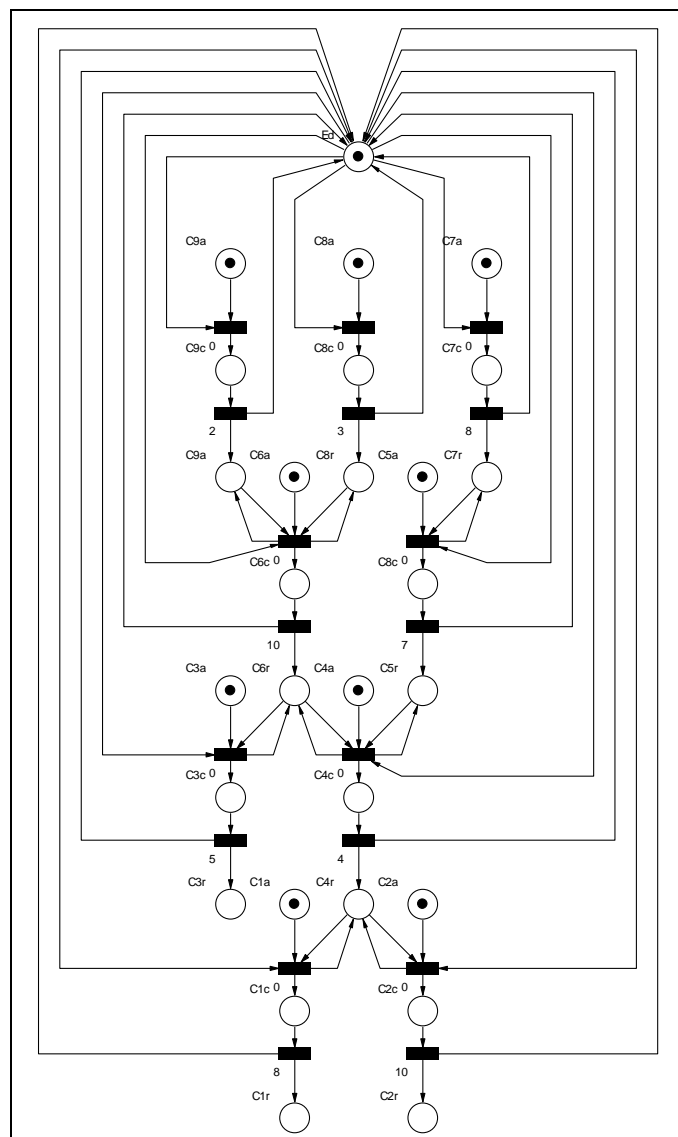 Ed
C9a C8a C7a
C9c 0 C8c 0 C7c 0
2 3 8
C9a C6a C8r C5a C7r
C6c 0 C8c 0
10 7
C3a C6r C4a C5r
C3c 0 C4c 0
5 4
C3r C1a C4r C2a
C1c 0 C2c 0
8 10
C1r C2r